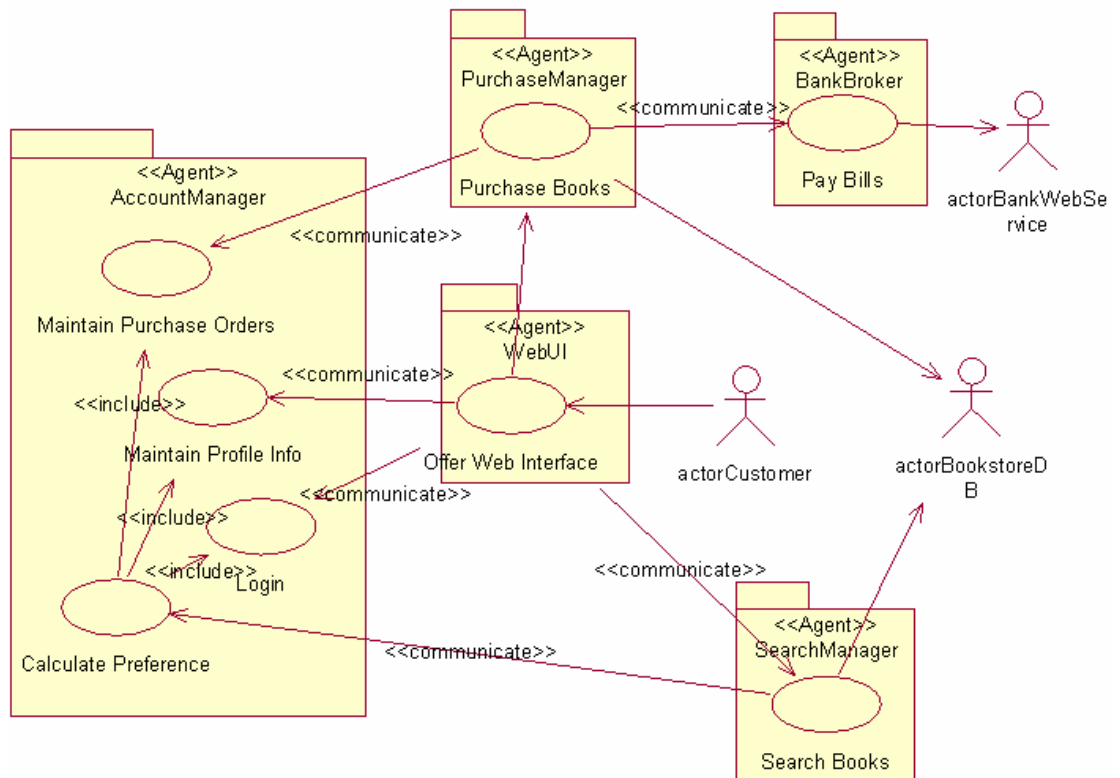 <<Agent>>
PurchaseManager
<<Agent>>
BankBroker
<<communicate>>
Purchase Books
Pay Bills
actorBankWebSe
rvice
<<Agent>>
AccountManager
<<communicate>>
Maintain Purchase Orders
<<Agent>>
WebUI
<<communicate>>
<<include>>
Maintain Profile Info
Offer Web Interface
actorCustomer
actorBookstoreD
B
<<communicate>>
<<include>>
<<include>>
Login
<<communicate>>
Calculate Preference
<<communicate>>
<<Agent>>
SearchManager
Search Books